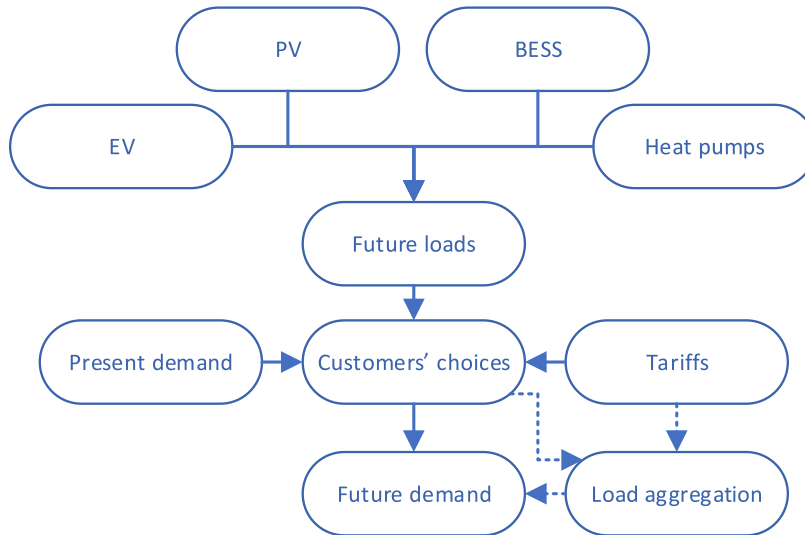 PV
BESS
EV
Heat pumps
Future loads
Present demand
Customers’ choices
Tariffs
Future demand
Load aggregation